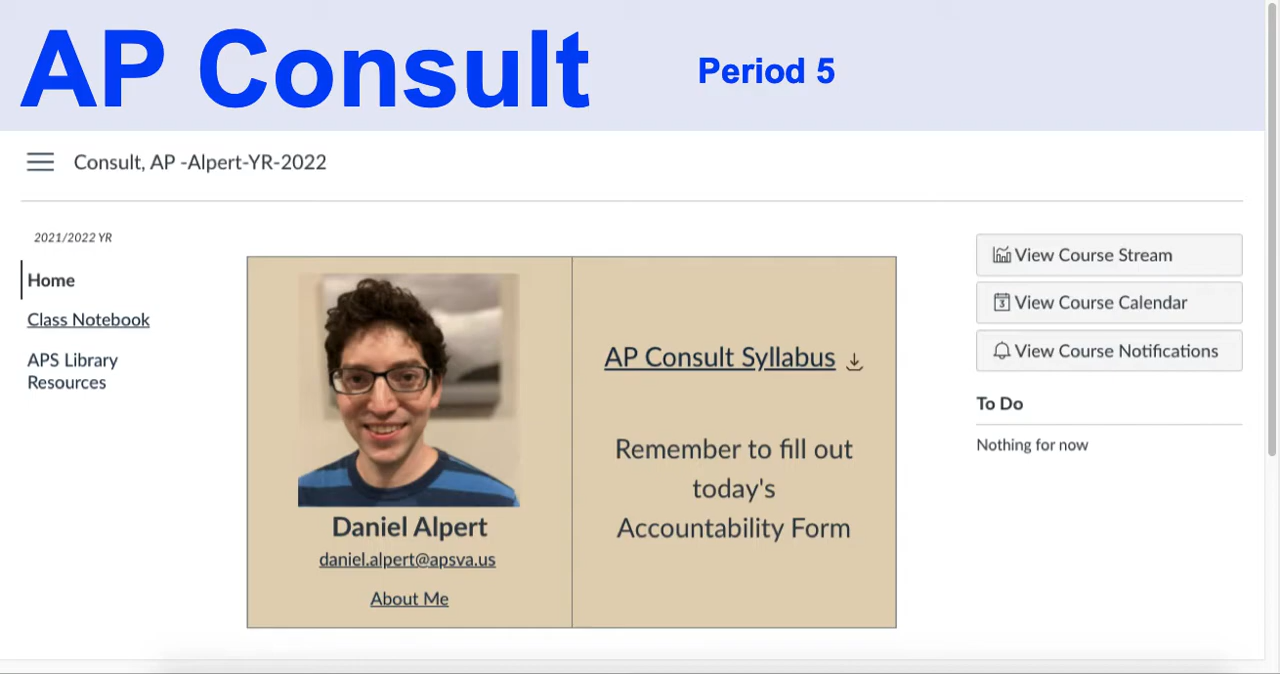 AP Consult
Period 5
Consult, AP -Alpert-YR-2022
2021/2022 YR
Home
Class Notebook
APS Library
Resources
Daniel Alpert
daniel.alpert@apsva.us
About Me
AP Consult Syllabus
Remember to fill out
today's
Accountability Form
View Course Stream
3
View Course Calendar
View Course Notifications
To Do
Nothing for now